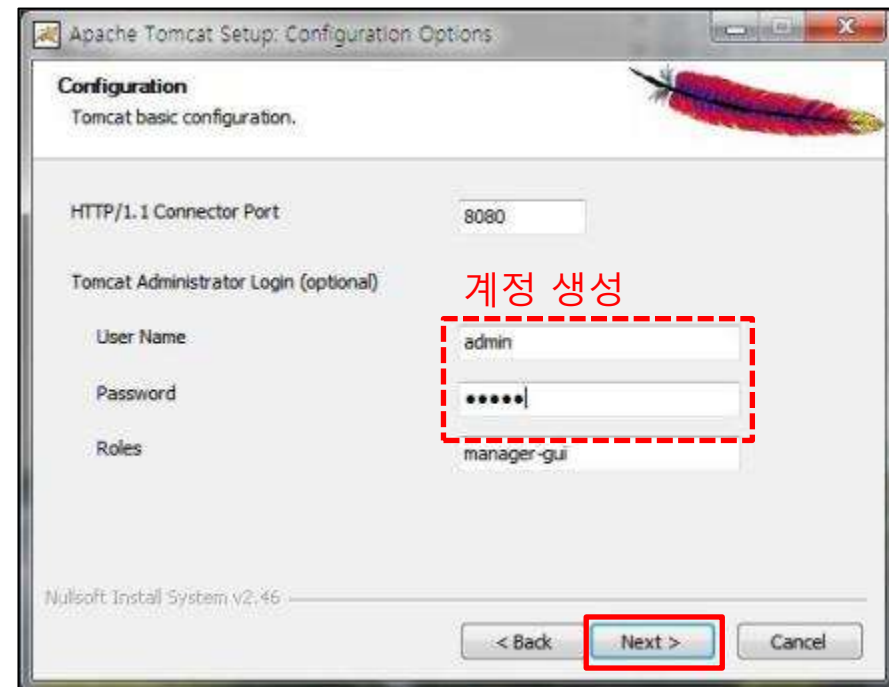 Apache Tomcat Setup: Configuration Options
Configuration
Tomcat basic configuration.
HTTP/1.1 Connector Port 8080
Tomcat Administrator Login (optional) 계정 생성
User Name admin
Password ●●●●●
Roles manager-gui
Nullsoft Install System v2.46
< Back Next > Cancel